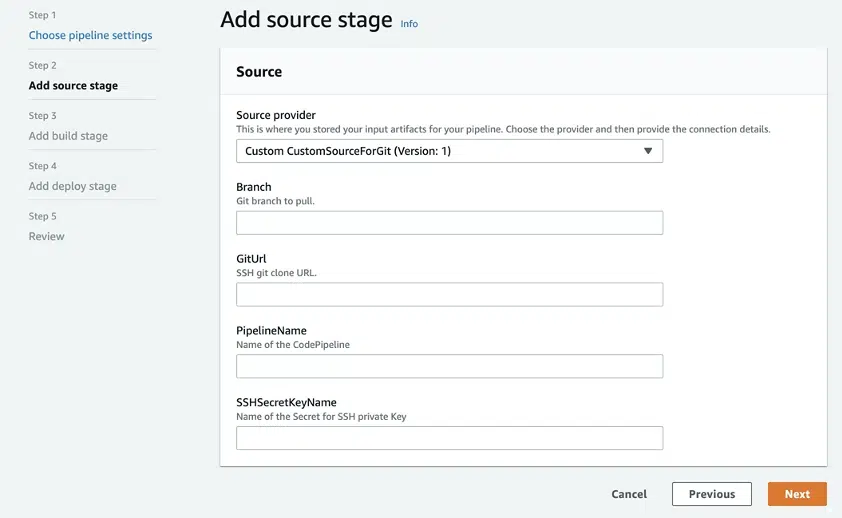 Step 1
Choose pipeline settings
Step 2
Add source stage
Step 3
Add build stage
Step 4
Add deploy stage
Step 5
Review
Add source stage Info
Source
Source provider
This is where you stored your input artifacts for your pipeline. Choose the provider and then provide the connection details.
Custom CustomSourceForGit (Version: 1)
Branch
Git branch to pull.
GitUrl
SSH git clone URL.
PipelineName
Name of the CodePipeline
SSHSecretKeyName
Name of the Secret for SSH private Key
Cancel Previous Next